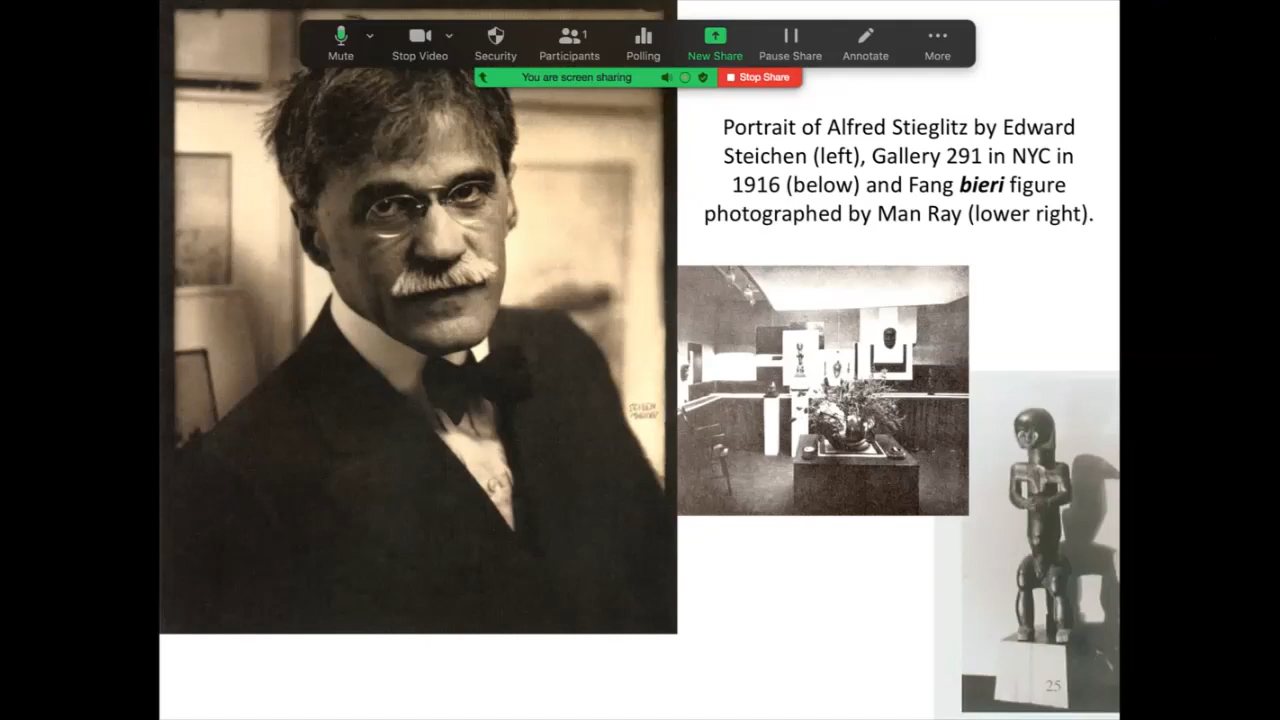 Mute
Stop Video
Security
Participants
1
Polling
New Share
Pause Share
Annotate
More
You are screen sharing
Stop Share
Portrait of Alfred Stieglitz by Edward
Steichen (left), Gallery 291 in NYC in
1916 (below) and Fang bieri figure
photographed by Man Ray (lower right).
25